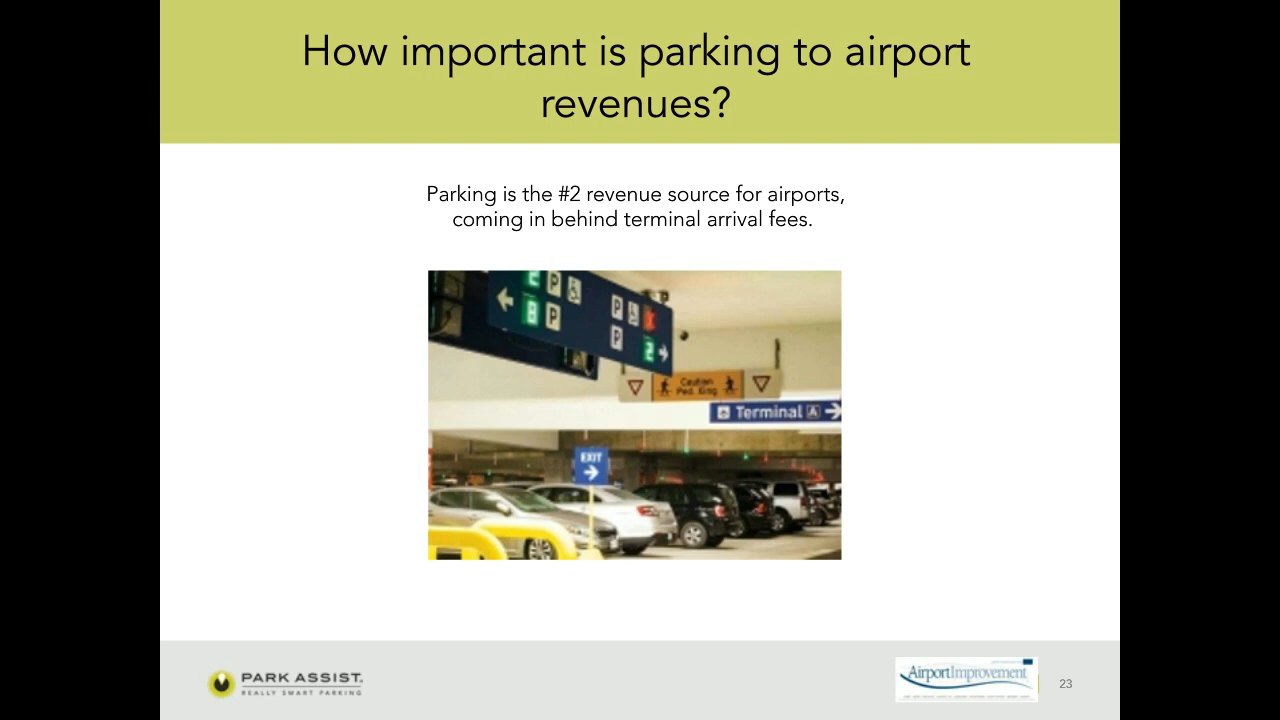 How important is parking to airport
revenues?
Parking is the #2 revenue source for airports,
coming in behind terminal arrival fees.
P
P
P
P
2
Caution
Ped. Xing
Terminal A
EXIT
PARK ASSIST.
REALLY SMART PARKING
AirportImprovement
23